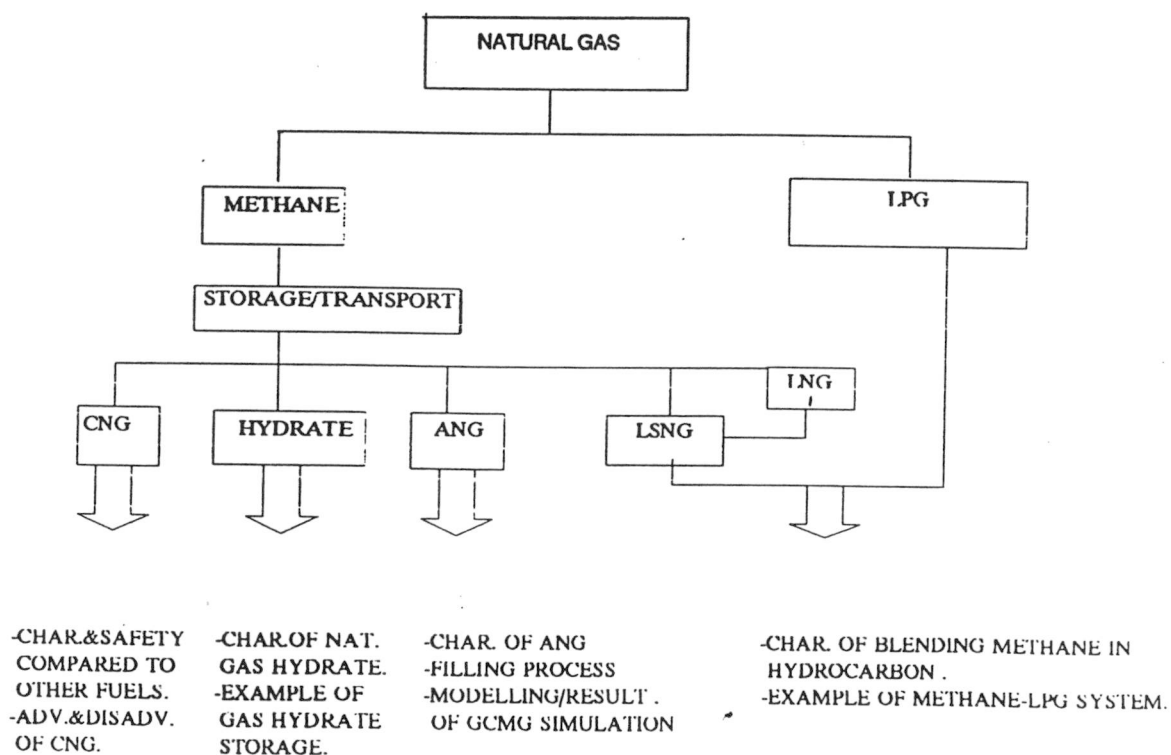 NATURAL GAS
METHANE
LPG
STORAGE/TRANSPORT
LNG
CNG
HYDRATE
ANG
LSNG
-CHAR.&SAFETY
COMPARED TO
OTHER FUELS.
-ADV.&DISADV.
OF CNG.
-CHAR.OF NAT.
GAS HYDRATE.
-EXAMPLE OF
GAS HYDRATE
STORAGE.
-CHAR. OF ANG
-FILLING PROCESS
-MODELLING/RESULT .
OF GCMG SIMULATION
-CHAR. OF BLENDING METHANE IN
HYDROCARBON .
-EXAMPLE OF METHANE-LPG SYSTEM.